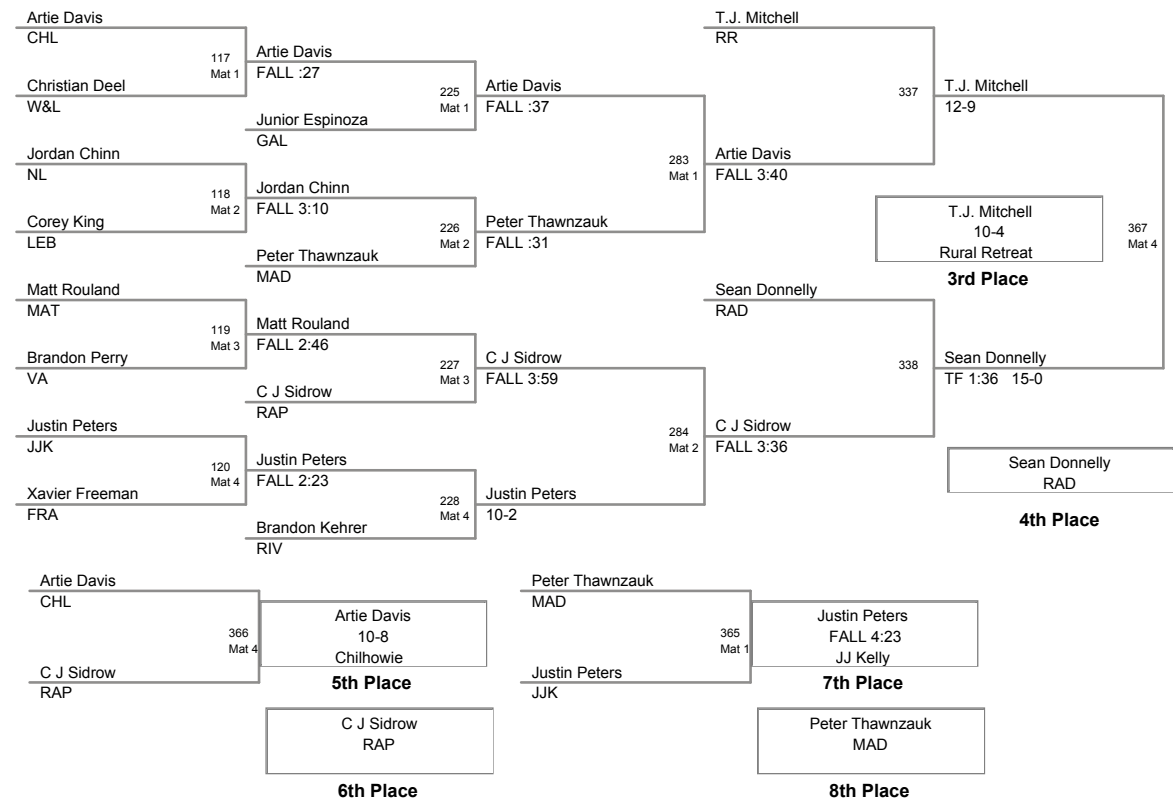 Artie Davis
CHL
117
Mat 1
Christian Deel
W&L
Artie Davis
FALL :27
225
Mat 1
Junior Espinoza
GAL
Artie Davis
FALL :37
Jordan Chinn
NL
118
Mat 2
Corey King
LEB
Jordan Chinn
FALL 3:10
226
Mat 2
Peter Thawnzauk
MAD
Peter Thawnzauk
FALL :31
283
Mat 1
T.J. Mitchell
RR
337
Artie Davis
FALL 3:40
T.J. Mitchell
12-9
T.J. Mitchell
10-4
Rural Retreat
3rd Place
367
Mat 4
Matt Rouland
MAT
119
Mat 3
Brandon Perry
VA
Matt Rouland
FALL 2:46
227
Mat 3
C J Sidrow
RAP
C J Sidrow
FALL 3:59
Justin Peters
JJK
120
Mat 4
Xavier Freeman
FRA
Justin Peters
FALL 2:23
228
Mat 4
Brandon Kehrer
RIV
Justin Peters
10-2
284
Mat 2
Sean Donnelly
RAD
338
C J Sidrow
FALL 3:36
Sean Donnelly
TF 1:36 15-0
Sean Donnelly
RAD
4th Place
Artie Davis
CHL
366
Mat 4
C J Sidrow
RAP
Artie Davis
10-8
Chilhowie
5th Place
C J Sidrow
RAP
6th Place
Peter Thawnzauk
MAD
365
Mat 1
Justin Peters
JJK
Justin Peters
FALL 4:23
JJ Kelly
7th Place
Peter Thawnzauk
MAD
8th Place